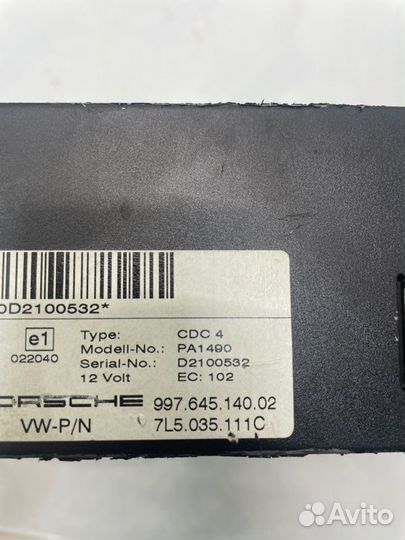 0D2100532*
e1 Type: CDC 4
022040 Modell-No.: PA1490
Serial-No.: D2100532
12 Volt EC: 102
ORSCHE 997.645.140.02
VW-P/N 7L5.035.111C
Avito